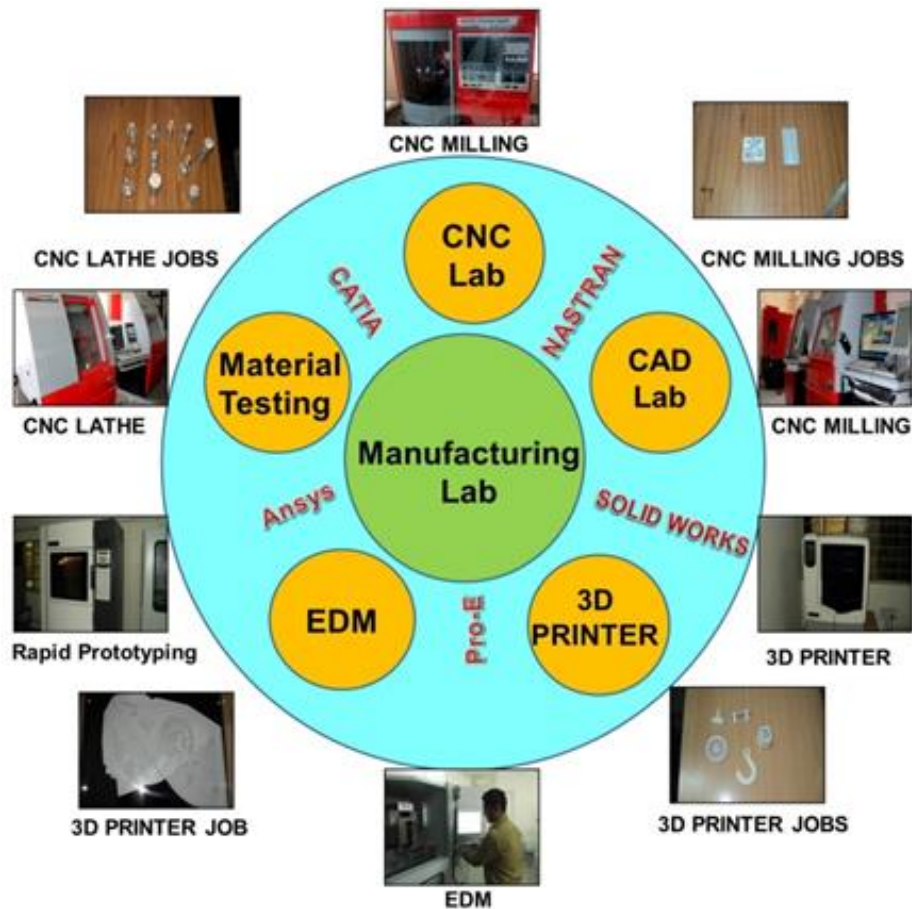 CNC MILLING
CNC LATHE JOBS
CNC MILLING JOBS
CNC
Lab
CATIA
NASTRAN
Material
Testing
CAD
Lab
CNC LATHE
CNC MILLING
Manufacturing
Lab
Ansys
SOLID WORKS
EDM
Pro-E
3D
PRINTER
Rapid Prototyping
3D PRINTER
3D PRINTER JOB
3D PRINTER JOBS
EDM